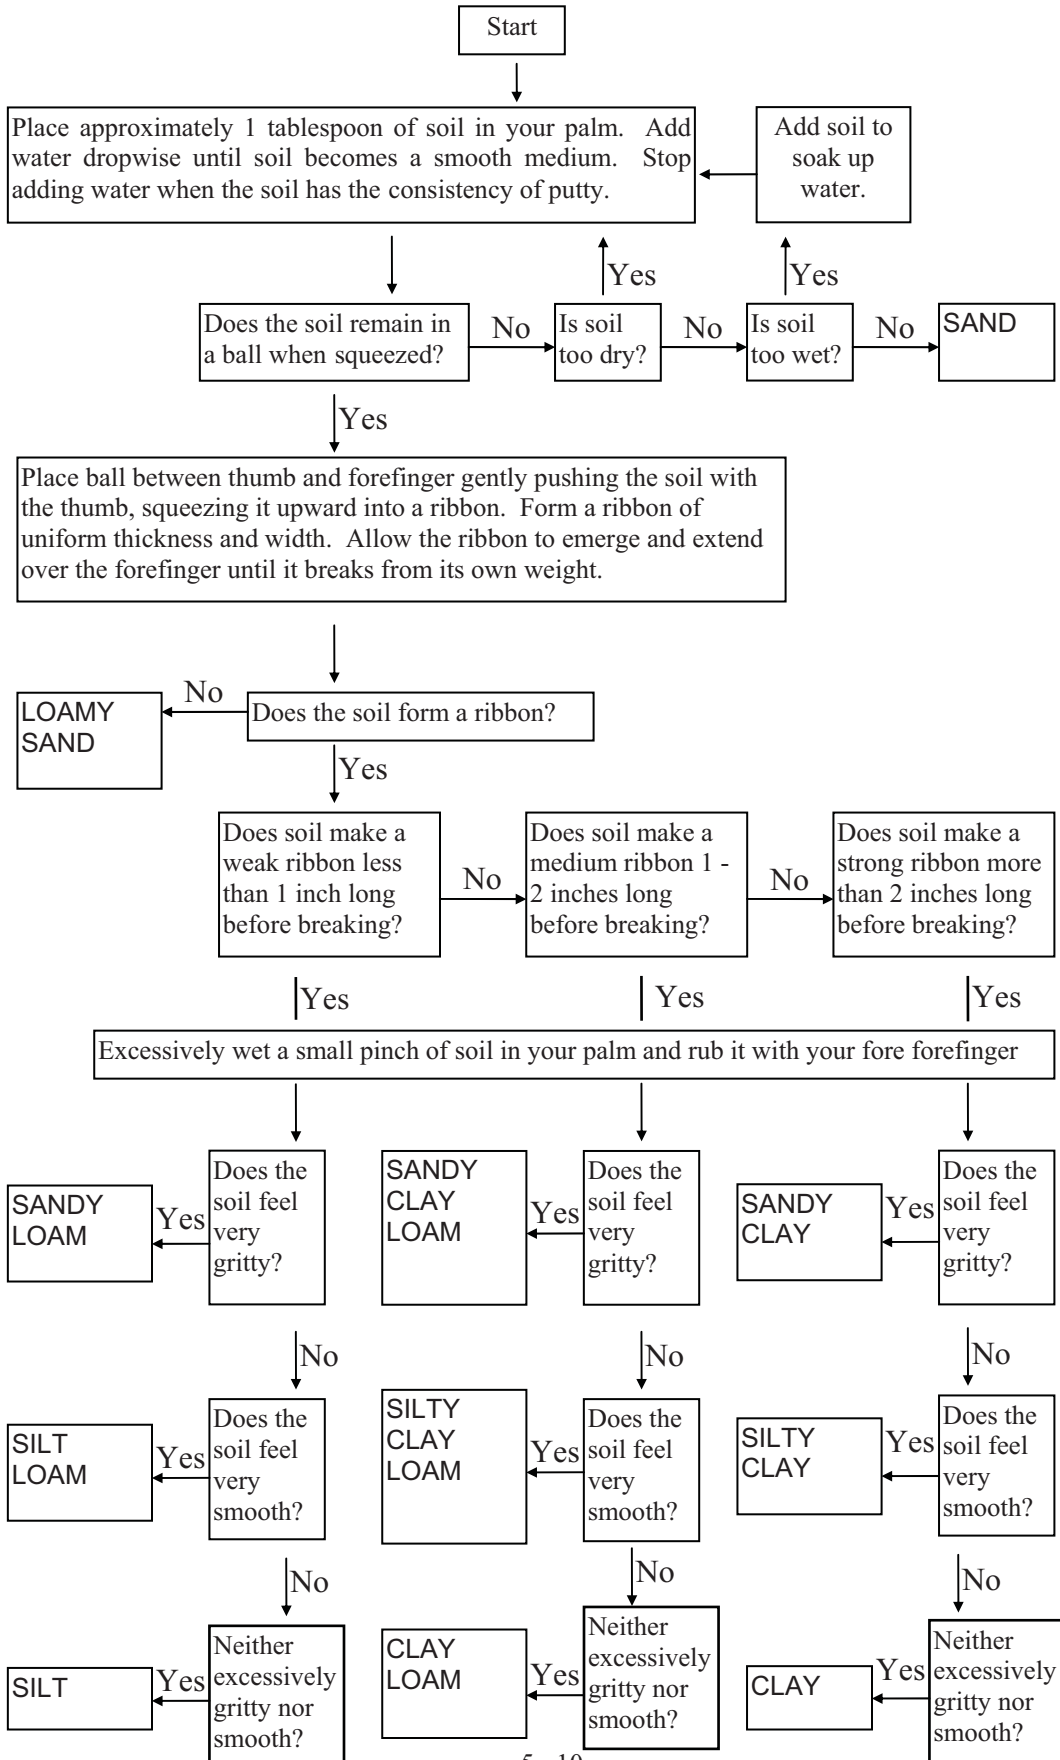 Start
Place approximately 1 tablespoon of soil in your palm. Add
water dropwise until soil becomes a smooth medium. Stop
adding water when the soil has the consistency of putty.
Add soil to
soak up
water.
Yes
Yes
Does the soil remain in
a ball when squeezed?
No
Is soil
too dry?
No
Is soil
too wet?
No
SAND
Yes
Place ball between thumb and forefinger gently pushing the soil with
the thumb, squeezing it upward into a ribbon. Form a ribbon of
uniform thickness and width. Allow the ribbon to emerge and extend
over the forefinger until it breaks from its own weight.
LOAMY
SAND
No
Does the soil form a ribbon?
Yes
Does soil make a
weak ribbon less
than 1 inch long
before breaking?
No
Does soil make a
medium ribbon 1 -
2 inches long
before breaking?
No
Does soil make a
strong ribbon more
than 2 inches long
before breaking?
Yes
Yes
Yes
Excessively wet a small pinch of soil in your palm and rub it with your fore forefinger
SANDY
LOAM
Yes
Does the
soil feel
very
gritty?
SANDY
CLAY
LOAM
Yes
Does the
soil feel
very
gritty?
SANDY
CLAY
Yes
Does the
soil feel
very
gritty?
No
No
No
SILT
LOAM
Yes
Does the
soil feel
very
smooth?
SILTY
CLAY
LOAM
Yes
Does the
soil feel
very
smooth?
SILTY
CLAY
Yes
Does the
soil feel
very
smooth?
No
No
No
SILT
Yes
Neither
excessively
gritty nor
smooth?
CLAY
LOAM
Yes
Neither
excessively
gritty nor
smooth?
CLAY
Yes
Neither
excessively
gritty nor
smooth?
5 - 10